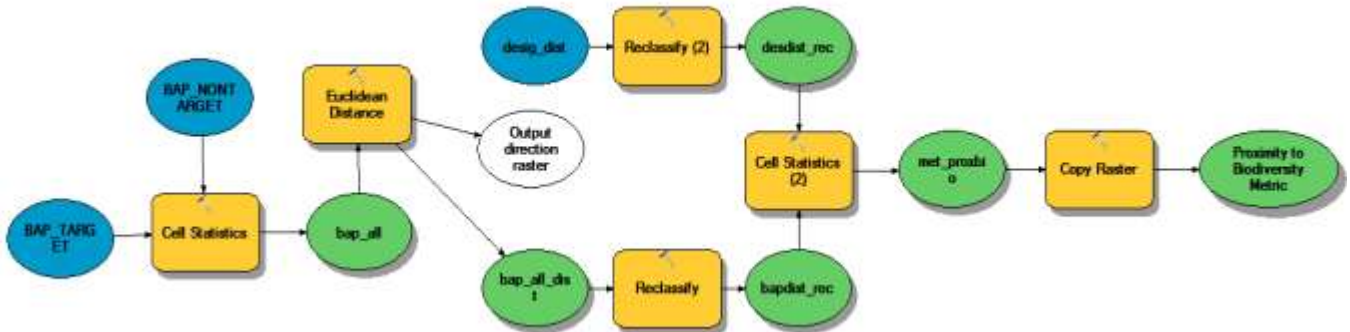 desig_dist
Reclassify (2)
desdist_rec
BAP_NONT
ARGET
Euclidean
Distance
Output
direction
raster
Cell Statistics
(2)
met_proxbi
o
Copy Raster
Proximity to
Biodiversity
Metric
BAP_TARG
ET
Cell Statistics
bap_all
bap_all_dis
t
Reclassify
bapdist_rec